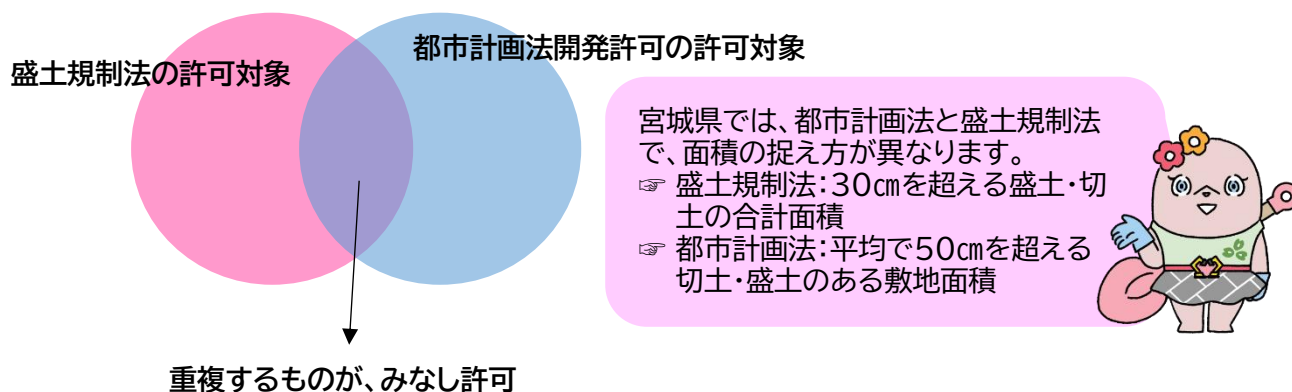 都市計画法開発許可の許可対象
盛土規制法の許可対象
宮城県では、都市計画法と盛土規制法
で、面積の捉え方が異なります。
☞ 盛土規制法：30㎝を超える盛土・切
土の合計面積
☞ 都市計画法：平均で50㎝を超える
切土・盛土のある敷地面積
重複するものが、みなし許可